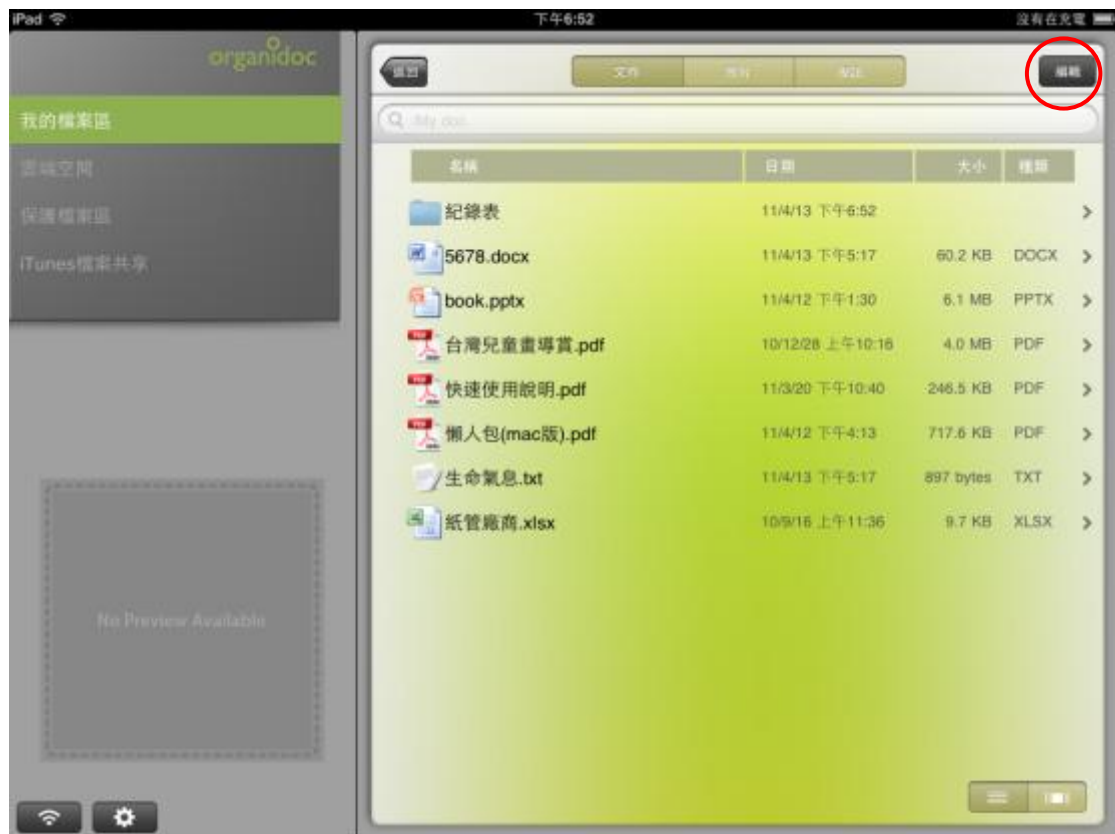 iPad 下午6:52 沒有在充電
organidoc
我的檔案區
雲端空間
保護檔案區
iTunes檔案共享
No Preview Available
返回 文件 編輯
My doc
名稱 日期 大小 種類
紀錄表 11/4/13 下午6:52
5678.docx 11/4/13 下午5:17 60.2 KB DOCX
book.pptx 11/4/12 下午1:30 6.1 MB PPTX
台灣兒童畫導賞.pdf 10/12/28 上午10:16 4.0 MB PDF
快速使用說明.pdf 11/3/20 下午10:40 246.5 KB PDF
懶人包(mac版).pdf 11/4/12 下午4:13 717.6 KB PDF
生命氣息.txt 11/4/13 下午5:17 897 bytes TXT
紙管廠商.xlsx 10/9/16 上午11:36 9.7 KB XLSX